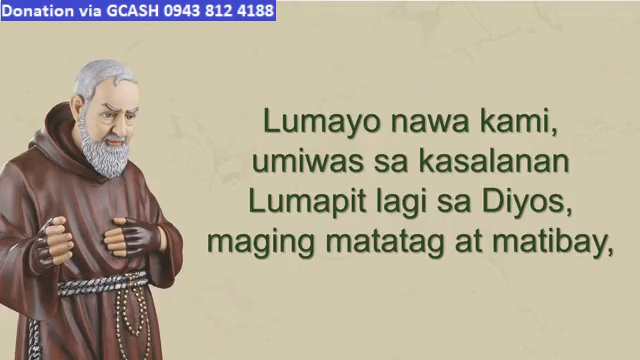 Donation via GCASH 0943 812 4188
Lumayo nawa kami,
umiwas sa kasalanan
Lumapit lagi sa Diyos,
maging matatag at matibay,